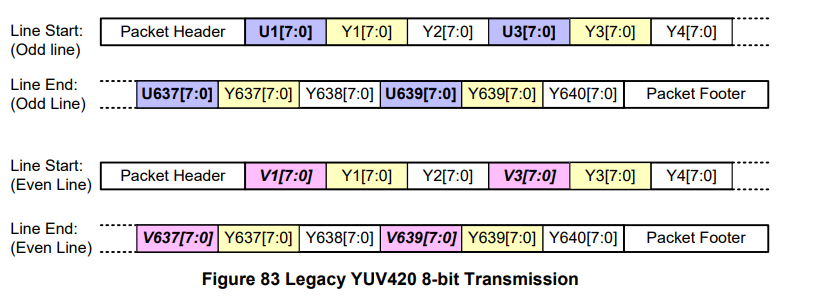 Line Start: Packet Header U1[7:0] Y1[7:0] Y2[7:0] U3[7:0] Y3[7:0] Y4[7:0]
(Odd line)
Line End: U637[7:0] Y637[7:0] Y638[7:0] U639[7:0] Y639[7:0] Y640[7:0] Packet Footer
(Odd Line)
Line Start: Packet Header V1[7:0] Y1[7:0] Y2[7:0] V3[7:0] Y3[7:0] Y4[7:0]
(Even Line)
Line End: V637[7:0] Y637[7:0] Y638[7:0] V639[7:0] Y639[7:0] Y640[7:0] Packet Footer
(Even Line)
Figure 83 Legacy YUV420 8-bit Transmission